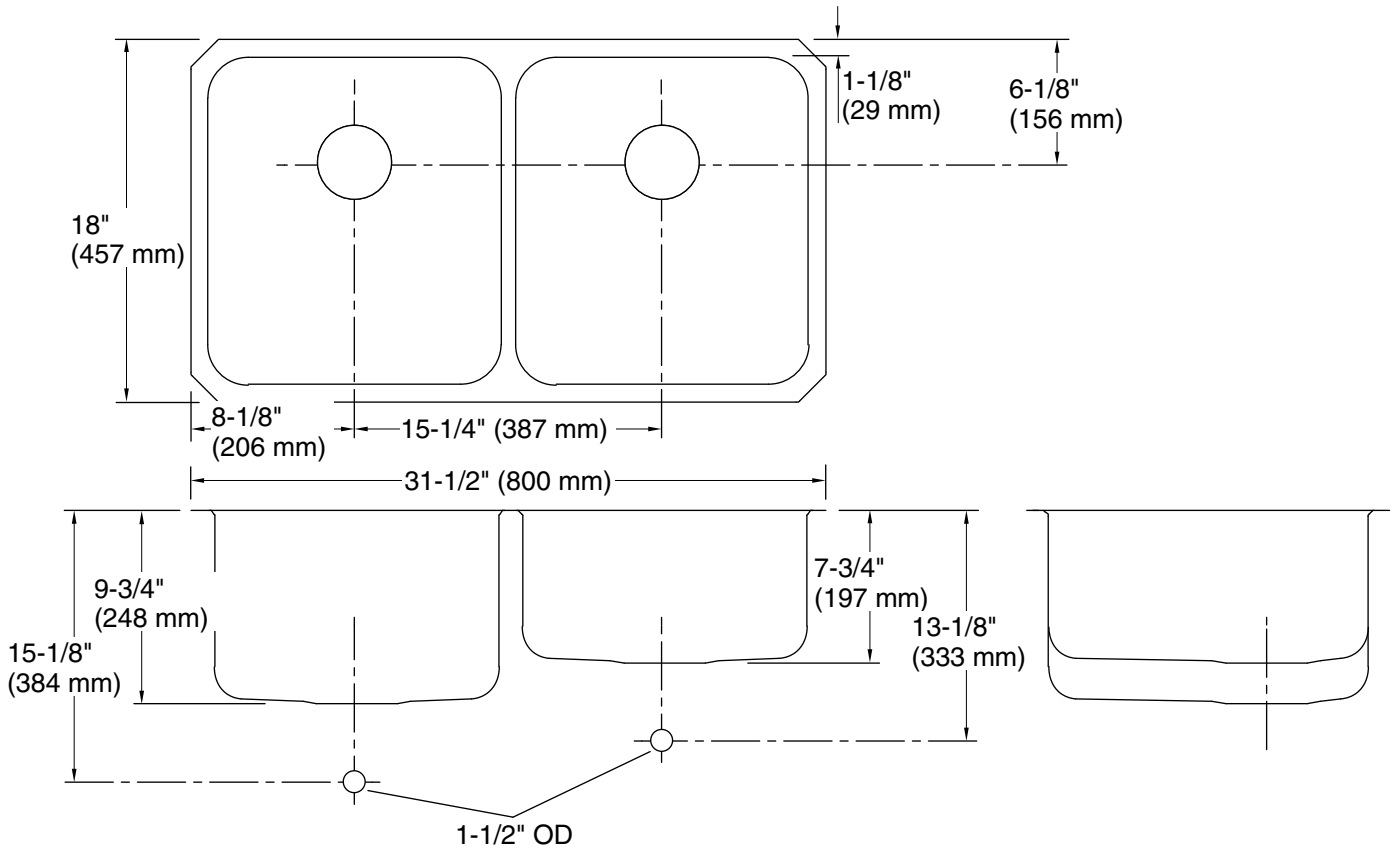 1-1/8"
(29 mm)
6-1/8"
(156 mm)
18"
(457 mm)
8-1/8"
(206 mm)
15-1/4" (387 mm)
31-1/2" (800 mm)
9-3/4"
(248 mm)
15-1/8"
(384 mm)
7-3/4"
(197 mm)
13-1/8"
(333 mm)
1-1/2" OD